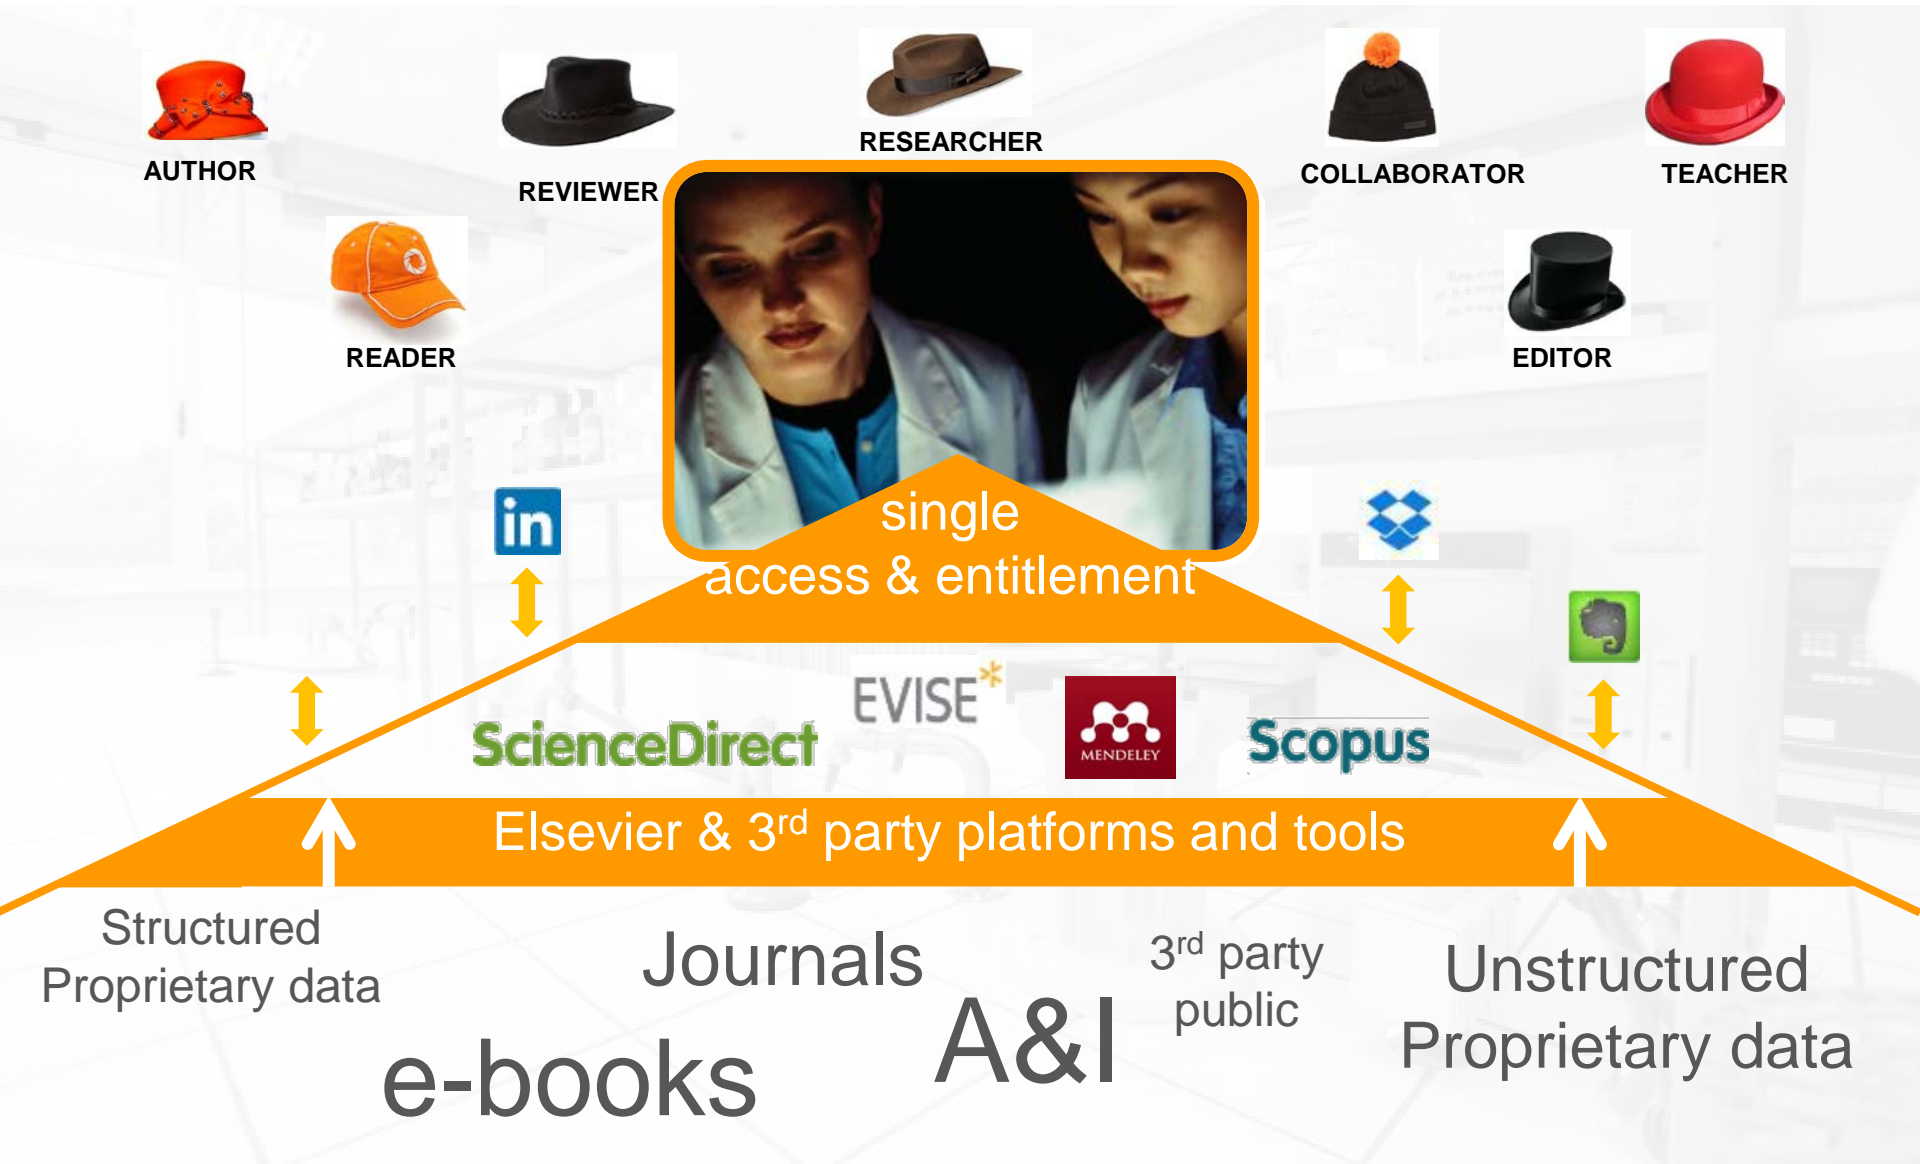 RESEARCHER
AUTHOR
REVIEWER
COLLABORATOR
TEACHER
READER
EDITOR
in
single
access & entitlement
EVISE*
ScienceDirect
MENDELEY
Scopus
Elsevier & 3rd party platforms and tools
Structured
Proprietary data
Journals
e-books
A&I
3rd party
public
Unstructured
Proprietary data